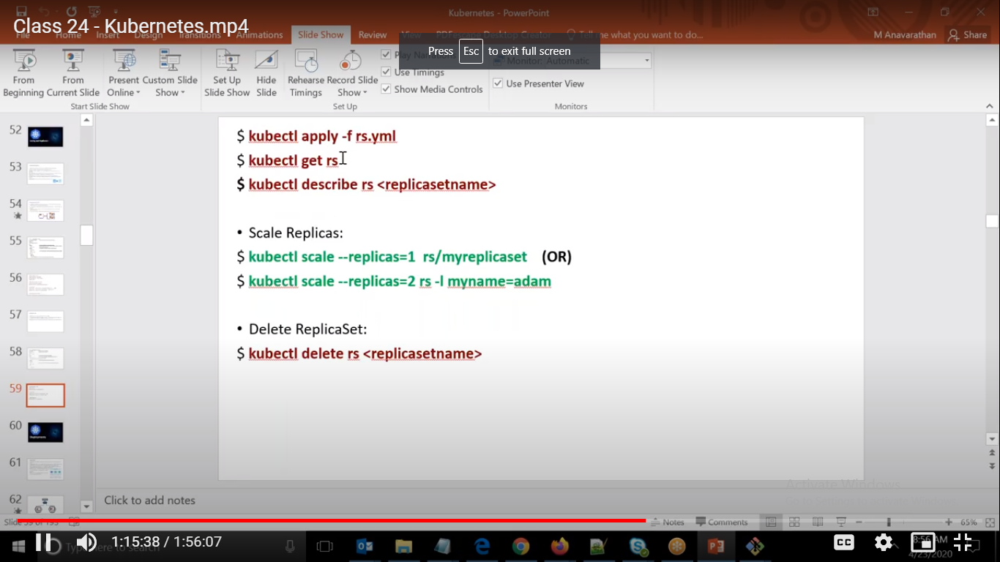 Kubernetes - PowerPoint
Class 24 - Kubernetes.mp4
File Home Insert Design Transitions Animations Slide Show Review View PDFescape Desktop Creator Tell me what you want to do... M Anavarathan Share
Press Esc to exit full screen
From Beginning
From Current Slide
Present Online
Custom Slide Show
Set Up Slide Show
Hide Slide
Rehearse Timings
Record Slide Show
Play Narrations
Use Timings
Show Media Controls
Monitor: Automatic
Use Presenter View
Start Slide Show
Set Up
Monitors
52
53
54
55
56
57
58
59
60
61
62
$ kubectl apply -f rs.yml
$ kubectl get rs
$ kubectl describe rs <replicasetname>
• Scale Replicas:
$ kubectl scale --replicas=1 rs/myreplicaset (OR)
$ kubectl scale --replicas=2 rs -l myname=adam
• Delete ReplicaSet:
$ kubectl delete rs <replicasetname>
Activate Windows
Click to add notes
Slide 59 of 193
Notes
Comments
65%
1:15:38 / 1:56:07
Type here to search
CC
8:56 AM
4/23/2020